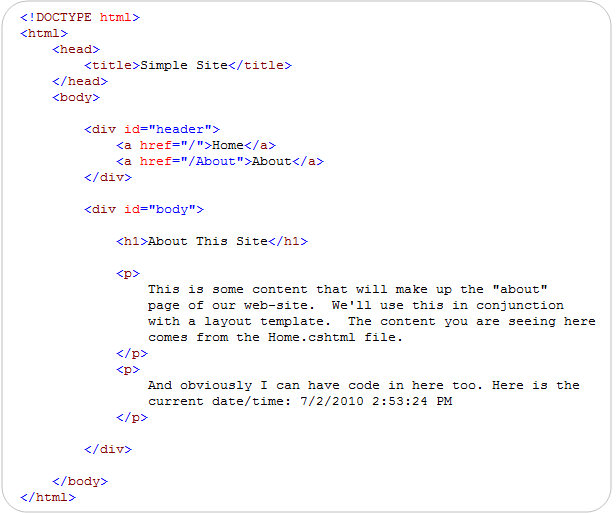 <!DOCTYPE html>
<html>
<head>
<title>Simple Site</title>
</head>
<body>
<div id="header">
<a href="/">Home</a>
<a href="/About">About</a>
</div>
<div id="body">
<h1>About This Site</h1>
<p>
This is some content that will make up the "about"
page of our web-site.  We'll use this in conjunction
with a layout template.  The content you are seeing here
comes from the Home.cshtml file.
</p>
<p>
And obviously I can have code in here too. Here is the
current date/time: 7/2/2010 2:53:24 PM
</p>
</div>
</body>
</html>